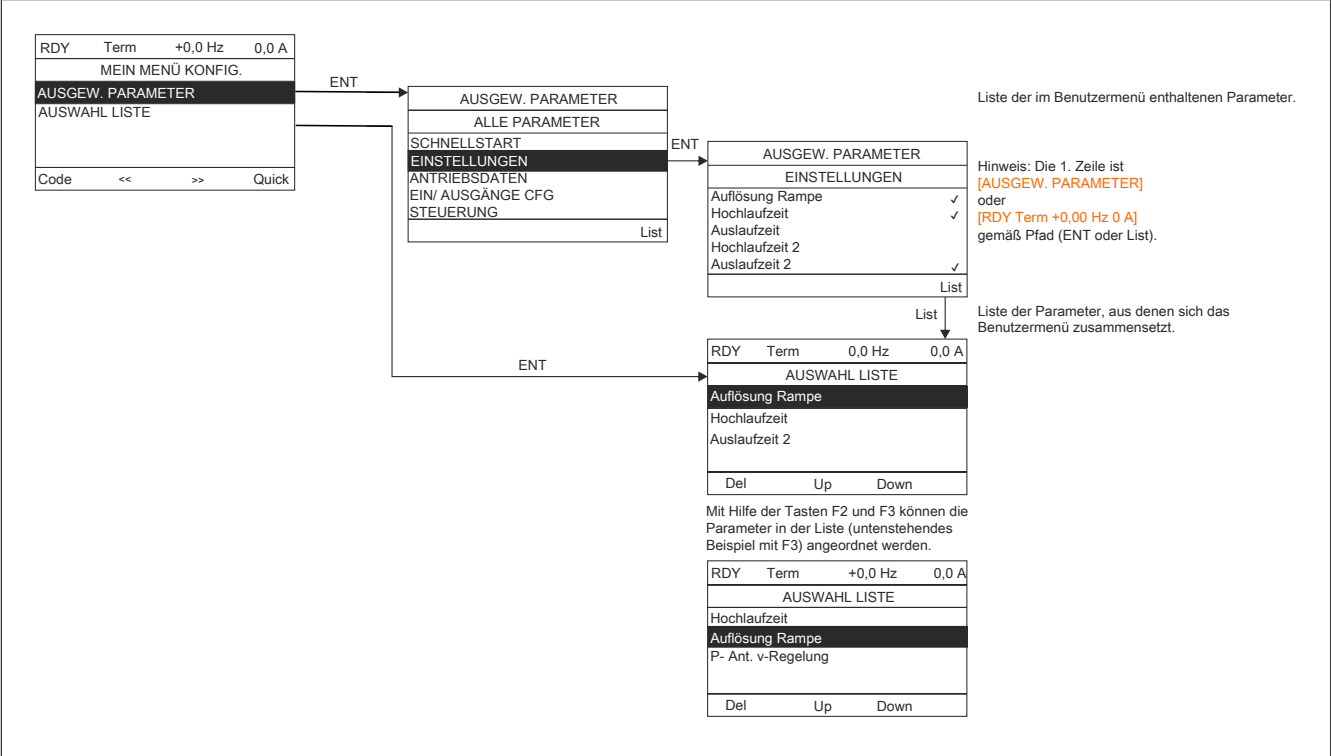 RDY Term +0,0 Hz 0,0 A
MEIN MENÜ KONFIG.
AUSGEW. PARAMETER
AUSWAHL LISTE
Code << >> Quick
ENT
AUSGEW. PARAMETER
ALLE PARAMETER
SCHNELLSTART
EINSTELLUNGEN
ANTRIEBSDATEN
EIN/ AUSGÄNGE CFG
STEUERUNG
List
ENT
AUSGEW. PARAMETER
EINSTELLUNGEN
Auflösung Rampe ✓
Hochlaufzeit ✓
Auslaufzeit
Hochlaufzeit 2
Auslaufzeit 2 ✓
List
Liste der im Benutzermenü enthaltenen Parameter.
Hinweis: Die 1. Zeile ist
[AUSGEW. PARAMETER]
oder
[RDY Term +0,00 Hz 0 A]
gemäß Pfad (ENT oder List).
List
Liste der Parameter, aus denen sich das
Benutzermenü zusammensetzt.
ENT
RDY Term 0,0 Hz 0,0 A
AUSWAHL LISTE
Auflösung Rampe
Hochlaufzeit
Auslaufzeit 2
Del Up Down
Mit Hilfe der Tasten F2 und F3 können die
Parameter in der Liste (untenstehendes
Beispiel mit F3) angeordnet werden.
RDY Term +0,0 Hz 0,0 A
AUSWAHL LISTE
Hochlaufzeit
Auflösung Rampe
P- Ant. v-Regelung
Del Up Down